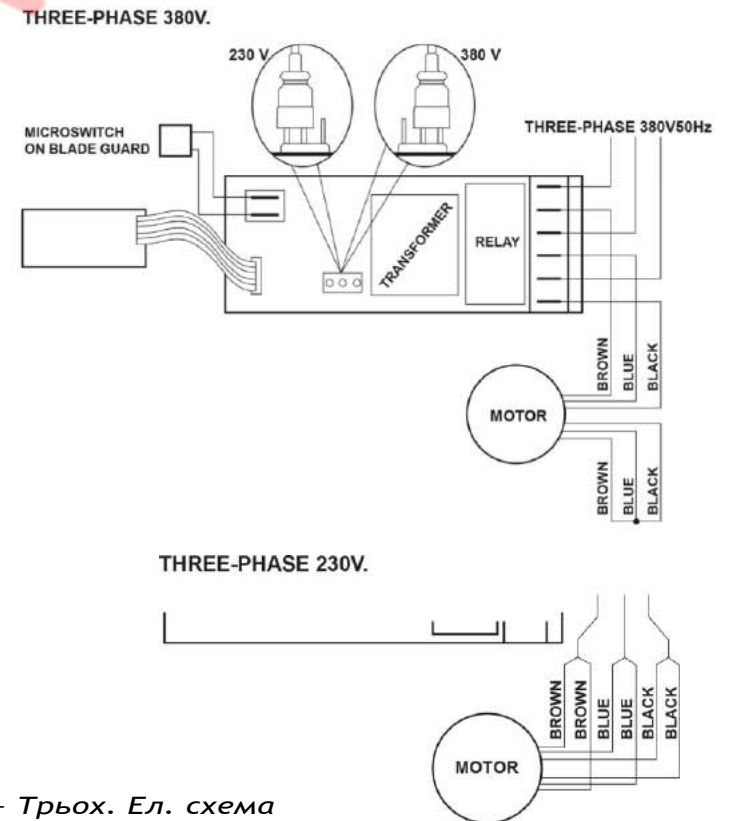 THREE-PHASE 380V.
230 V
380 V
MICROSWITCH
ON BLADE GUARD
THREE-PHASE 380V50Hz
TRANSFORMER
RELAY
BROWN
BLUE
BLACK
MOTOR
BROWN
BLUE
BLACK
THREE-PHASE 230V.
BROWN
BROWN
BLUE
BLUE
BLACK
BLACK
MOTOR
- Трьох. Ел. схема